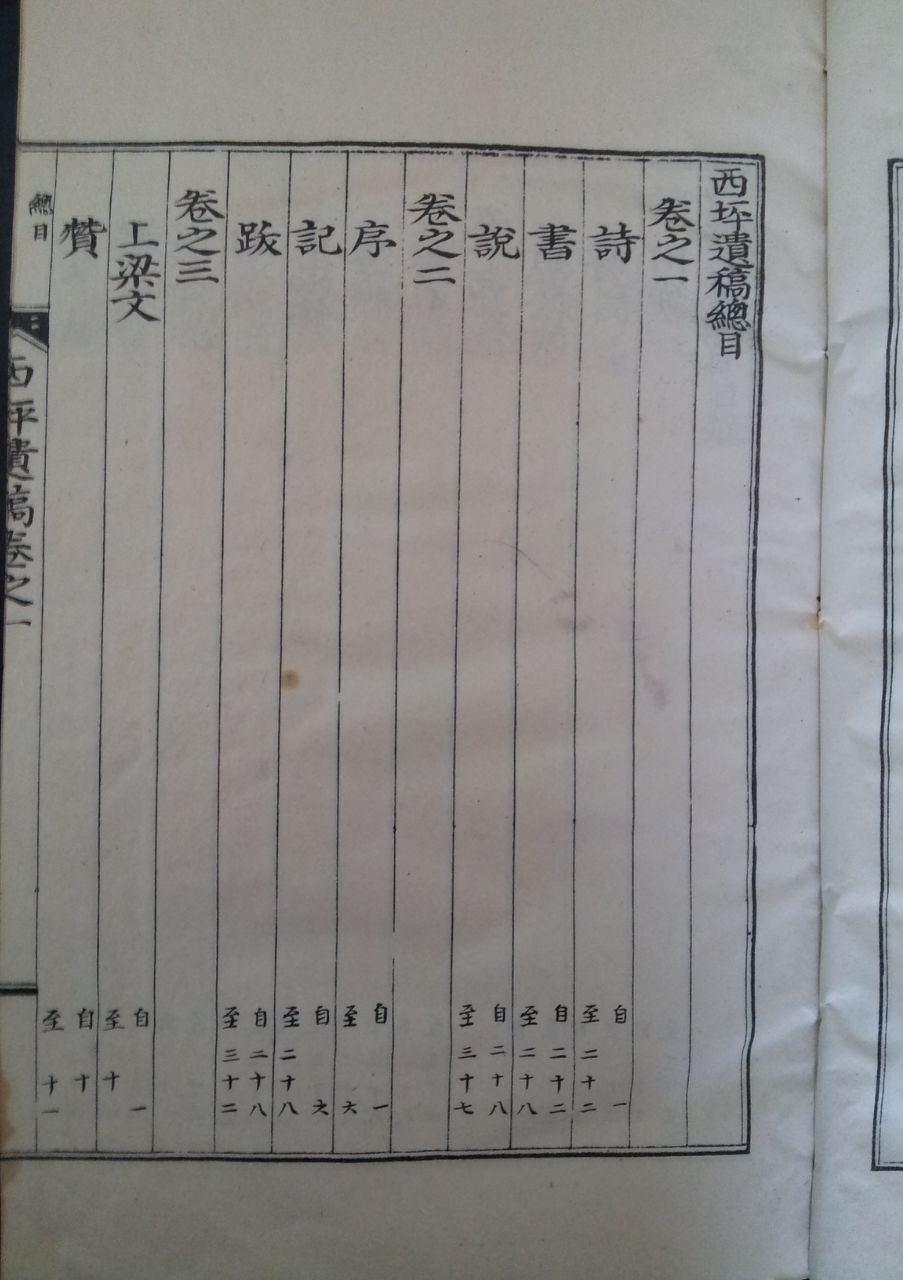 西坪遺稿總目
卷之一
詩 自一 至二十二
書 自二十二 至二十八
說 自二十八 至三十七
卷之二
序 自一 至六
記 自六 至二十八
跋 自二十八 至三十二
卷之三
上梁文 自一 至十
贊 自十 至十一
總目
西坪遺稿卷之一